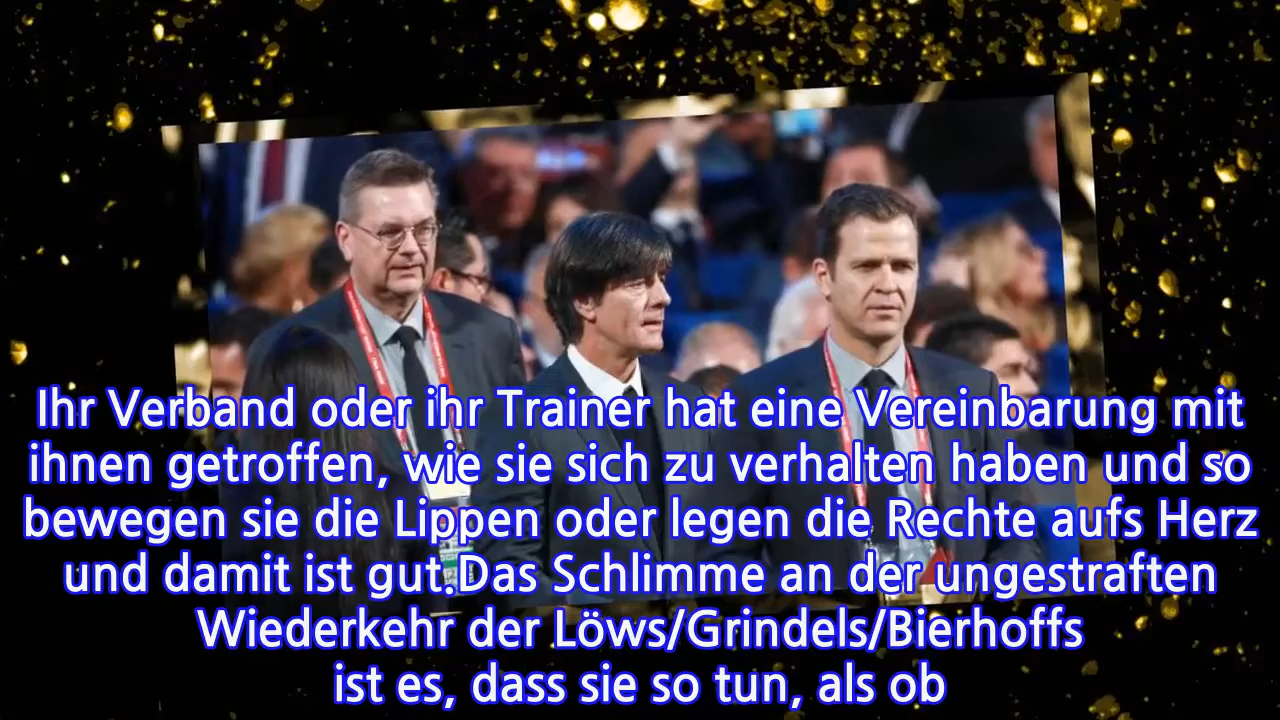 Ihr Verband oder ihr Trainer hat eine Vereinbarung mit
ihnen getroffen, wie sie sich zu verhalten haben und so
bewegen sie die Lippen oder legen die Rechte aufs Herz
und damit ist gut.Das Schlimme an der ungestraften
Wiederkehr der Löws/Grindels/Bierhoffs
ist es, dass sie so tun, als ob